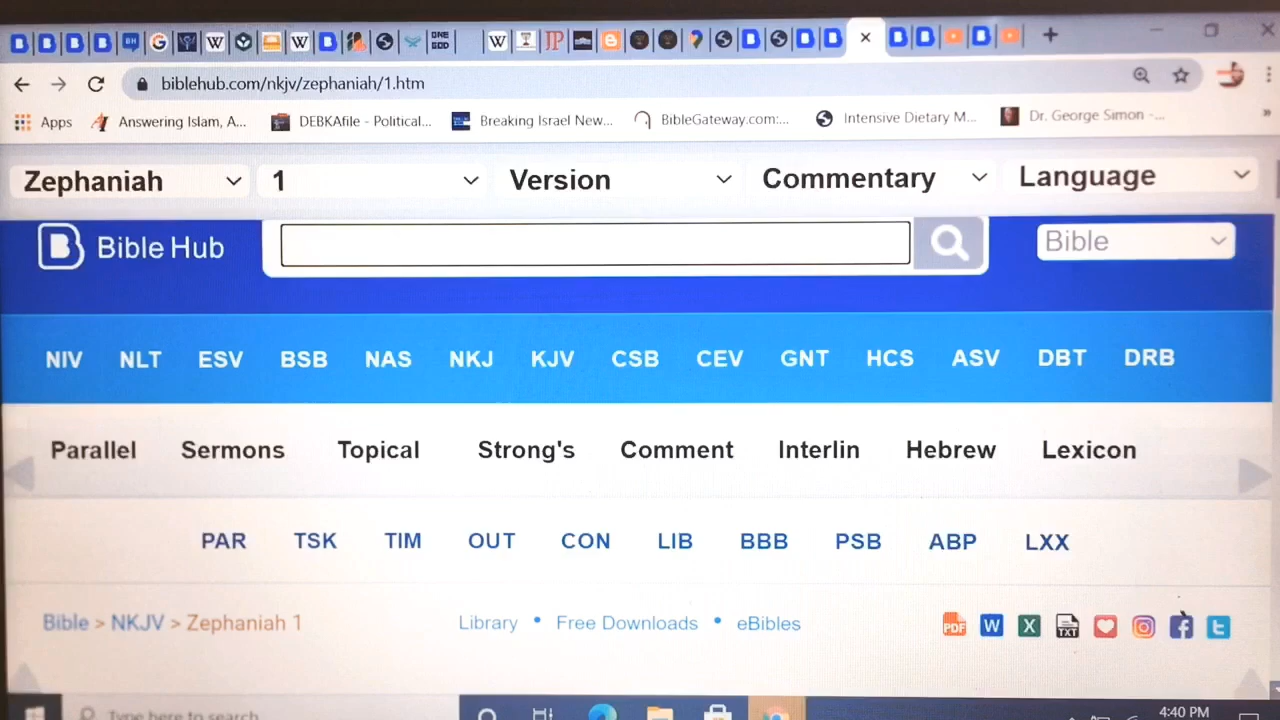 biblehub.com/nkjv/zephaniah/1.htm
Apps Answering Islam, A... DEBKAfile - Political... Breaking Israel New... BibleGateway.com:... Intensive Dietary M... Dr. George Simon -...
Zephaniah 1 Version Commentary Language
B Bible Hub Bible
NIV NLT ESV BSB NAS NKJ KJV CSB CEV GNT HCS ASV DBT DRB
Parallel Sermons Topical Strong's Comment Interlin Hebrew Lexicon
PAR TSK TIM OUT CON LIB BBB PSB ABP LXX
Bible > NKJV > Zephaniah 1 Library • Free Downloads • eBibles PDF W X TXT
Type here to search 4:40 PM